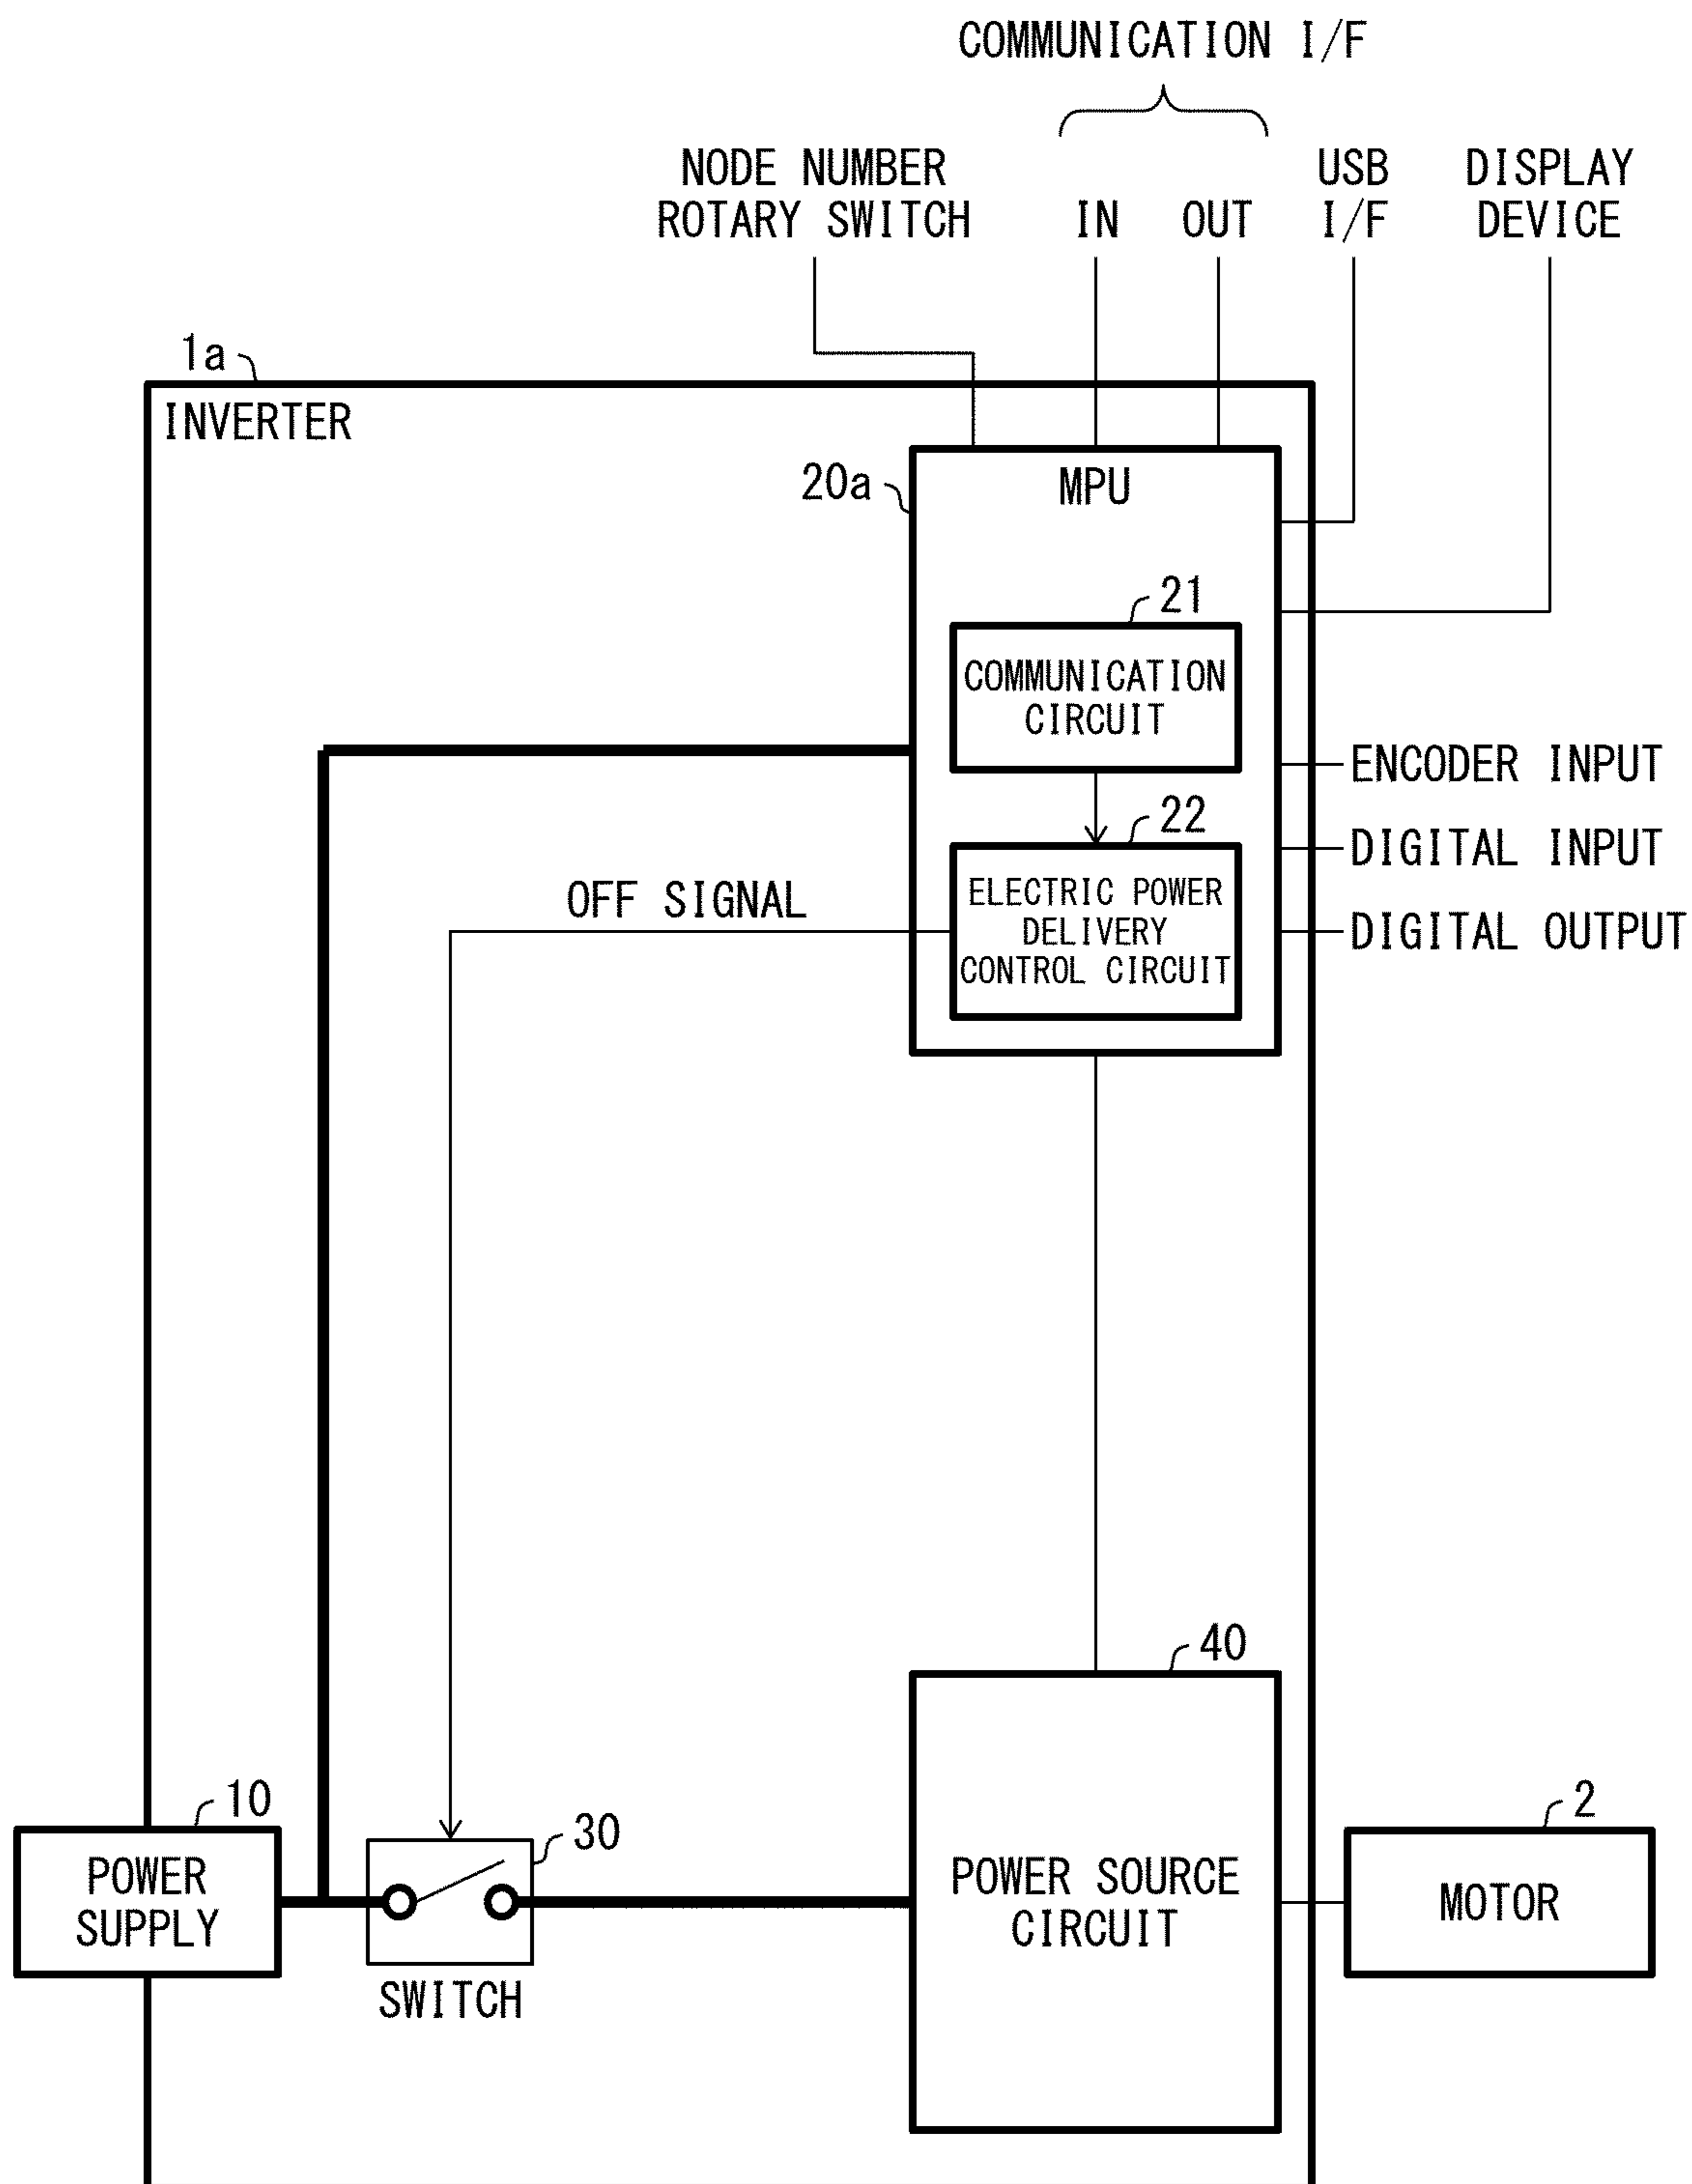 COMMUNICATION I/F
NODE NUMBER
ROTARY SWITCH
IN
OUT
USB
I/F
DISPLAY
DEVICE
1a
INVERTER
20a
MPU
21
COMMUNICATION
CIRCUIT
ENCODER INPUT
22
DIGITAL INPUT
OFF SIGNAL
ELECTRIC POWER
DELIVERY
CONTROL CIRCUIT
DIGITAL OUTPUT
40
10
30
2
POWER
SUPPLY
SWITCH
POWER SOURCE
CIRCUIT
MOTOR